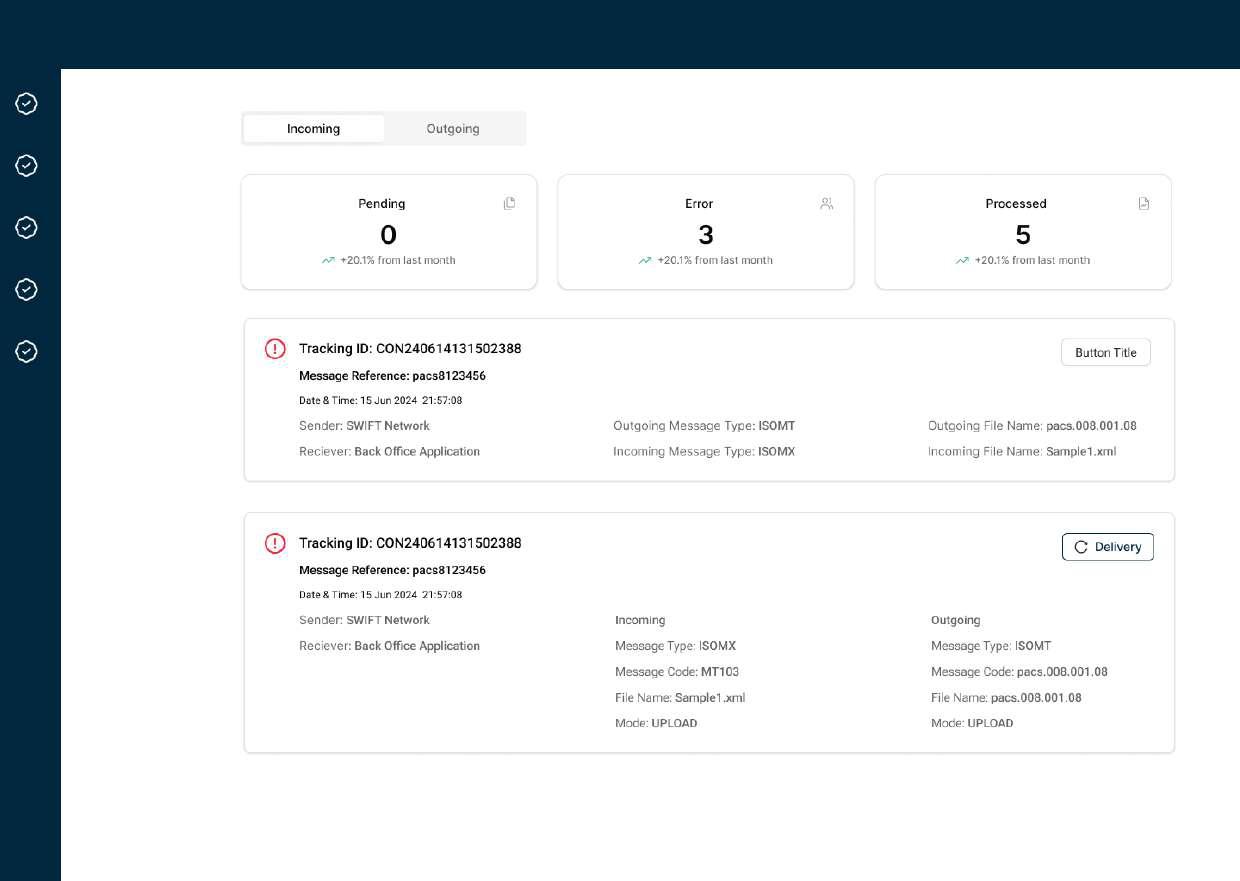 Incoming Outgoing
Pending
0
+20.1% from last month
Error
3
+20.1% from last month
Processed
5
+20.1% from last month
Tracking ID: CON240614131502388
Button Title
Message Reference: pacs8123456
Date & Time: 15 Jun 2024 21:57:08
Sender: SWIFT Network
Outgoing Message Type: ISOMT
Outgoing File Name: pacs.008.001.08
Reciever: Back Office Application
Incoming Message Type: ISOMX
Incoming File Name: Sample1.xml
Tracking ID: CON240614131502388
Delivery
Message Reference: pacs8123456
Date & Time: 15 Jun 2024 21:57:08
Sender: SWIFT Network
Reciever: Back Office Application
Incoming
Message Type: ISOMX
Message Code: MT103
File Name: Sample1.xml
Mode: UPLOAD
Outgoing
Message Type: ISOMT
Message Code: pacs.008.001.08
File Name: pacs.008.001.08
Mode: UPLOAD